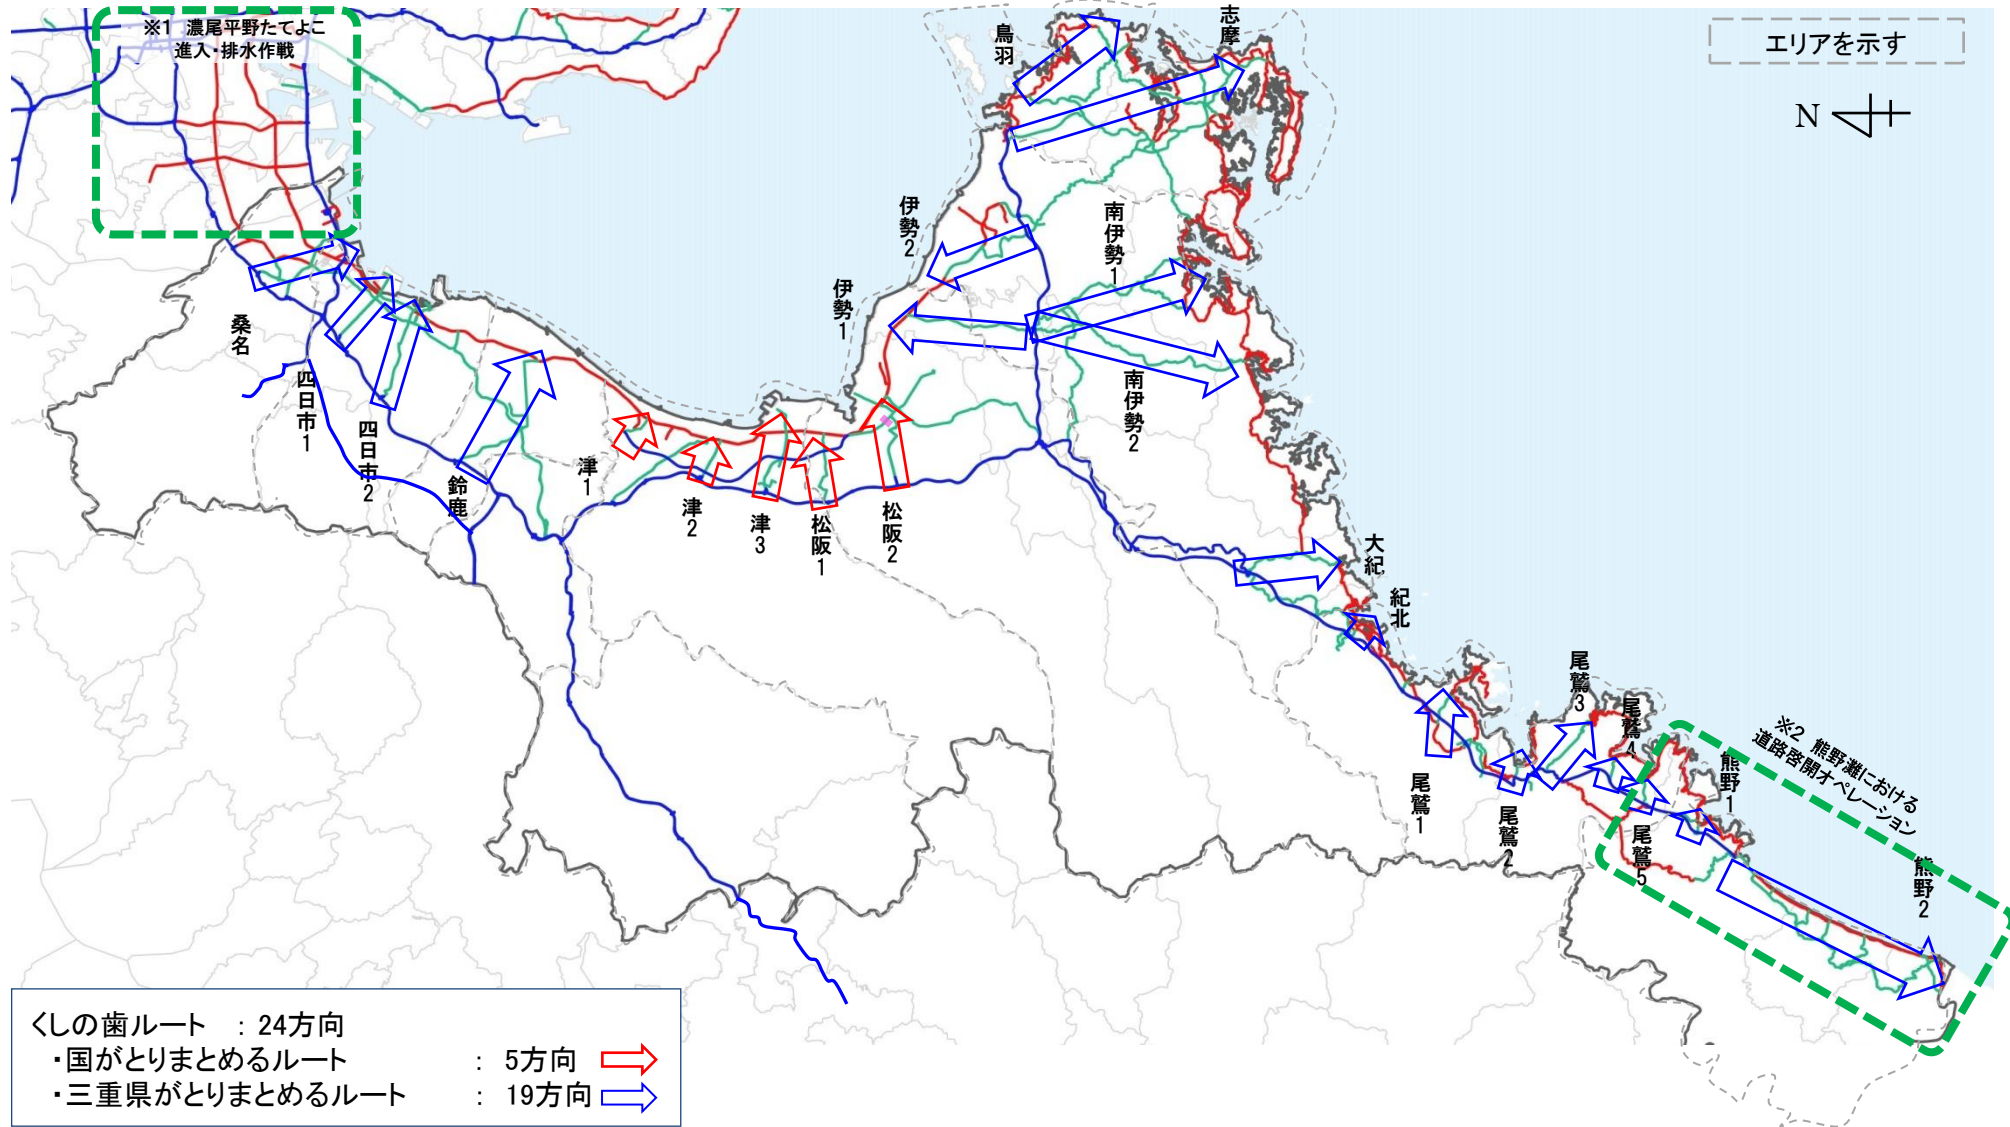 ※1　濃尾平野たてよこ
進入・排水作戦
鳥羽
志摩
エリアを示す
N
伊勢2
南伊勢1
伊勢1
桑名
四日市1
四日市2
南伊勢2
鈴鹿
津1
津2
津3
松阪1
松阪2
大紀
紀北
尾鷲3
尾鷲4
※2　熊野灘における
道路啓開オペレーション
熊野1
尾鷲1
尾鷲2
尾鷲5
熊野2
くしの歯ルート　：24方向
・国がとりまとめるルート　：　5方向
・三重県がとりまとめるルート　：　19方向